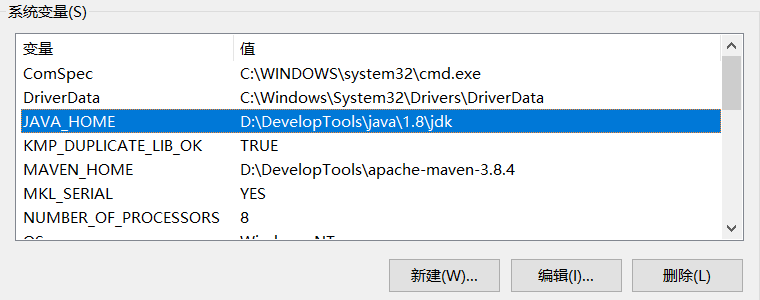 系统变量(S)
变量 值
ComSpec C:\WINDOWS\system32\cmd.exe
DriverData C:\Windows\System32\Drivers\DriverData
JAVA_HOME D:\DevelopTools\java\1.8\jdk
KMP_DUPLICATE_LIB_OK TRUE
MAVEN_HOME D:\DevelopTools\apache-maven-3.8.4
MKL_SERIAL YES
NUMBER_OF_PROCESSORS 8
OS Windows_NT
新建(W)... 编辑(I)... 删除(L)